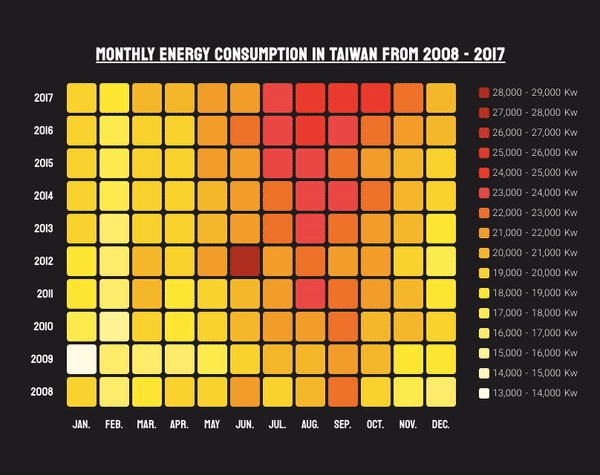 MONTHLY ENERGY CONSUMPTION IN TAIWAN FROM 2008 - 2017
2017
2016
2015
2014
2013
2012
2011
2010
2009
2008
JAN. FEB. MAR. APR. MAY JUN. JUL. AUG. SEP. OCT. NOV. DEC.
28,000 - 29,000 Kw
27,000 - 28,000 Kw
26,000 - 27,000 Kw
25,000 - 26,000 Kw
24,000 - 25,000 Kw
23,000 - 24,000 Kw
22,000 - 23,000 Kw
21,000 - 22,000 Kw
20,000 - 21,000 Kw
19,000 - 20,000 Kw
18,000 - 19,000 Kw
17,000 - 18,000 Kw
16,000 - 17,000 Kw
15,000 - 16,000 Kw
14,000 - 15,000 Kw
13,000 - 14,000 Kw